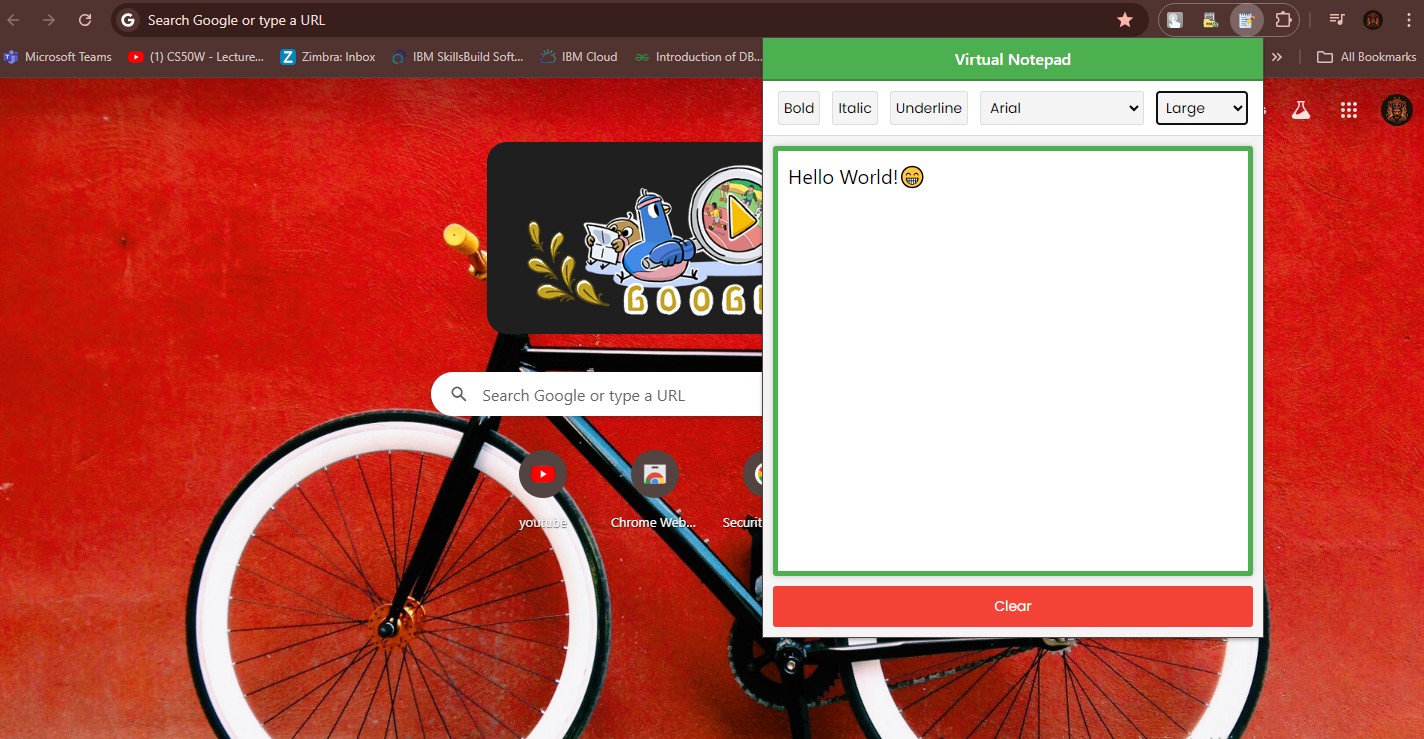 Search Google or type a URL
Microsoft Teams
(1) CS50W - Lecture...
Zimbra: Inbox
IBM SkillsBuild Soft...
IBM Cloud
Introduction of DB...
All Bookmarks
Virtual Notepad
Bold
Italic
Underline
Arial
Large
Hello World!😁
GOOG
Search Google or type a URL
youtube
Chrome Web...
Securit
Clear